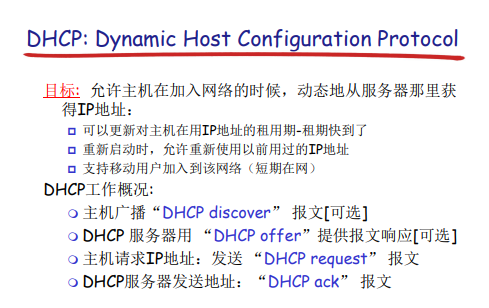 DHCP: Dynamic Host Configuration Protocol
目标: 允许主机在加入网络的时候，动态地从服务器那里获
得IP地址：
可以更新对主机在用IP地址的租用期-租期快到了
重新启动时，允许重新使用以前用过的IP地址
支持移动用户加入到该网络（短期在网）
DHCP工作概况:
主机广播“DHCP discover” 报文[可选]
DHCP 服务器用 “DHCP offer”提供报文响应[可选]
主机请求IP地址：发送 “DHCP request” 报文
DHCP服务器发送地址： “DHCP ack” 报文